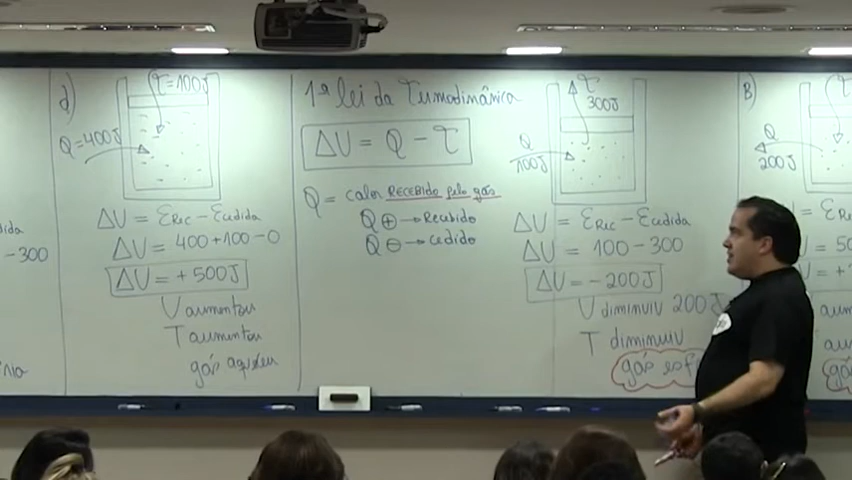 d)
τ=100J
Q=400J
ΔU = Erec - Ecedida
ΔU = 400+100-0
ΔU = +500J
U aumentou
T aumentou
gás aqueceu
-300
1ª lei da Termodinâmica
ΔU = Q - τ
Q = calor RECEBIDO pelo gás
Q ⊕ → Recebido
Q ⊖ → cedido
τ
300J
Q
100J
ΔU = Erec - Ecedida
ΔU = 100 - 300
ΔU = -200J
U diminuiu 200J
T diminuiu
gás
B)
Q
200J